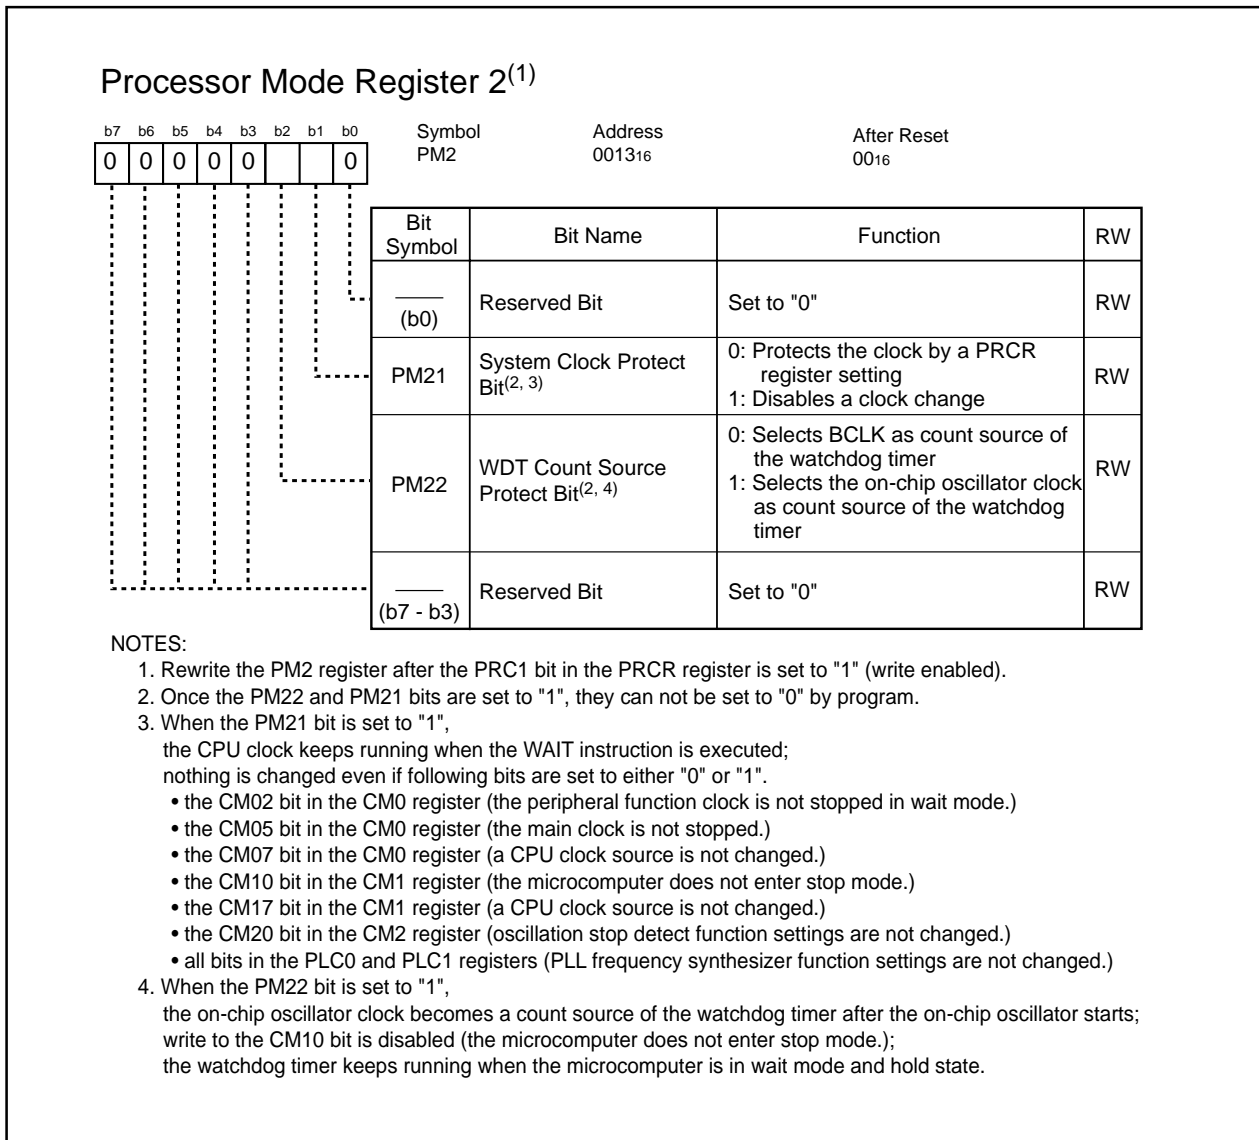 Processor Mode Register 2(1)
b7 b6 b5 b4 b3 b2 b1 b0
0 0 0 0 0 0
Symbol Address After Reset
PM2 001316 0016
Bit Symbol Bit Name Function RW
(b0) Reserved Bit Set to "0" RW
PM21 System Clock Protect Bit(2, 3) RW
0: Protects the clock by a PRCR
register setting
1: Disables a clock change
PM22 WDT Count Source Protect Bit(2, 4) RW
0: Selects BCLK as count source of
the watchdog timer
1: Selects the on-chip oscillator clock
as count source of the watchdog
timer
(b7 - b3) Reserved Bit Set to "0" RW
NOTES:
1. Rewrite the PM2 register after the PRC1 bit in the PRCR register is set to "1" (write enabled).
2. Once the PM22 and PM21 bits are set to "1", they can not be set to "0" by program.
3. When the PM21 bit is set to "1",
the CPU clock keeps running when the WAIT instruction is executed;
nothing is changed even if following bits are set to either "0" or "1".
• the CM02 bit in the CM0 register (the peripheral function clock is not stopped in wait mode.)
• the CM05 bit in the CM0 register (the main clock is not stopped.)
• the CM07 bit in the CM0 register (a CPU clock source is not changed.)
• the CM10 bit in the CM1 register (the microcomputer does not enter stop mode.)
• the CM17 bit in the CM1 register (a CPU clock source is not changed.)
• the CM20 bit in the CM2 register (oscillation stop detect function settings are not changed.)
• all bits in the PLC0 and PLC1 registers (PLL frequency synthesizer function settings are not changed.)
4. When the PM22 bit is set to "1",
the on-chip oscillator clock becomes a count source of the watchdog timer after the on-chip oscillator starts;
write to the CM10 bit is disabled (the microcomputer does not enter stop mode.);
the watchdog timer keeps running when the microcomputer is in wait mode and hold state.